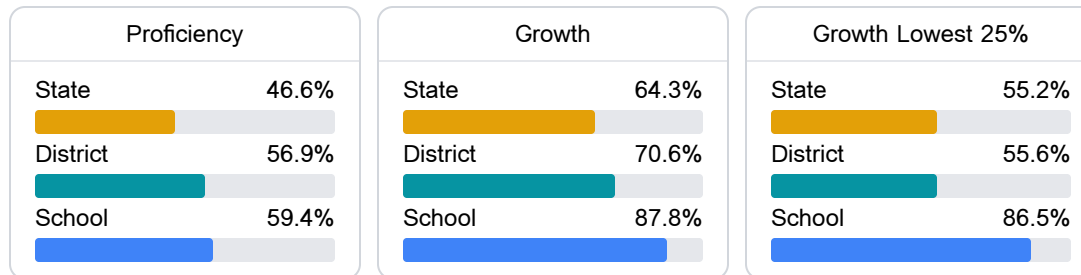 Proficiency
State 46.6%
District 56.9%
School 59.4%
Growth
State 64.3%
District 70.6%
School 87.8%
Growth Lowest 25%
State 55.2%
District 55.6%
School 86.5%